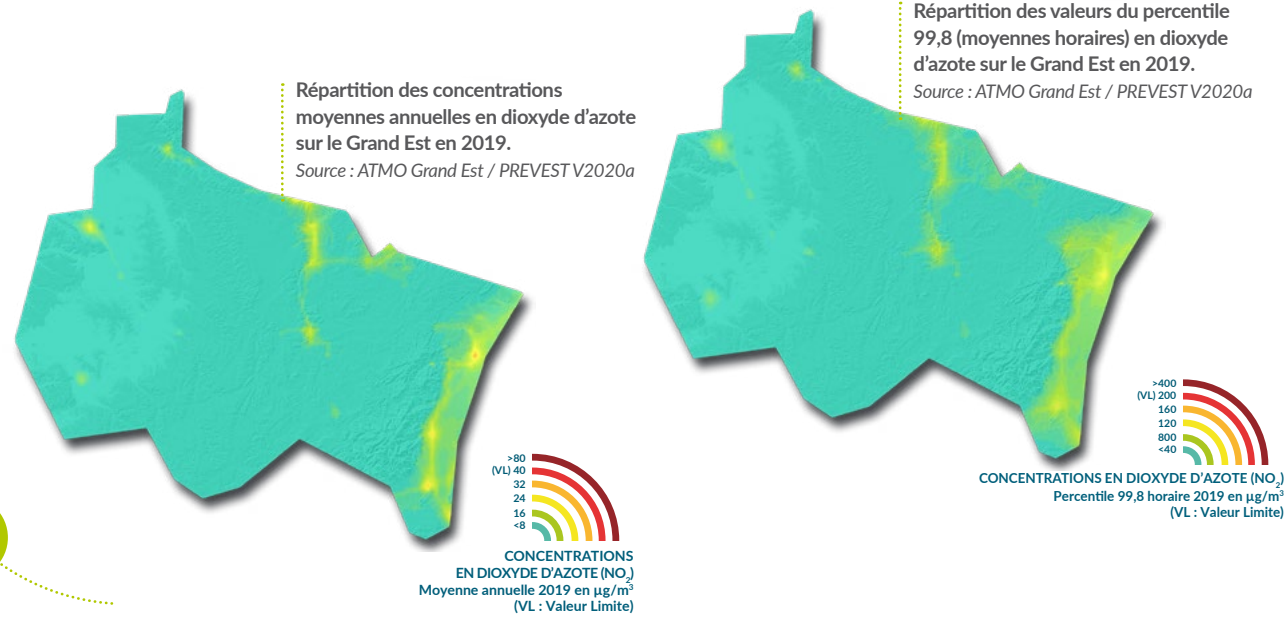 Répartition des concentrations
moyennes annuelles en dioxyde d'azote
sur le Grand Est en 2019.
Source : ATMO Grand Est / PREVEST V2020a
>80
(VL) 40
32
24
16
<8
CONCENTRATIONS
EN DIOXYDE D'AZOTE (NO2)
Moyenne annuelle 2019 en µg/m3
(VL : Valeur Limite)
Répartition des valeurs du percentile
99,8 (moyennes horaires) en dioxyde
d'azote sur le Grand Est en 2019.
Source : ATMO Grand Est / PREVEST V2020a
>400
(VL) 200
160
120
800
<40
CONCENTRATIONS EN DIOXYDE D'AZOTE (NO2)
Percentile 99,8 horaire 2019 en µg/m3
(VL : Valeur Limite)